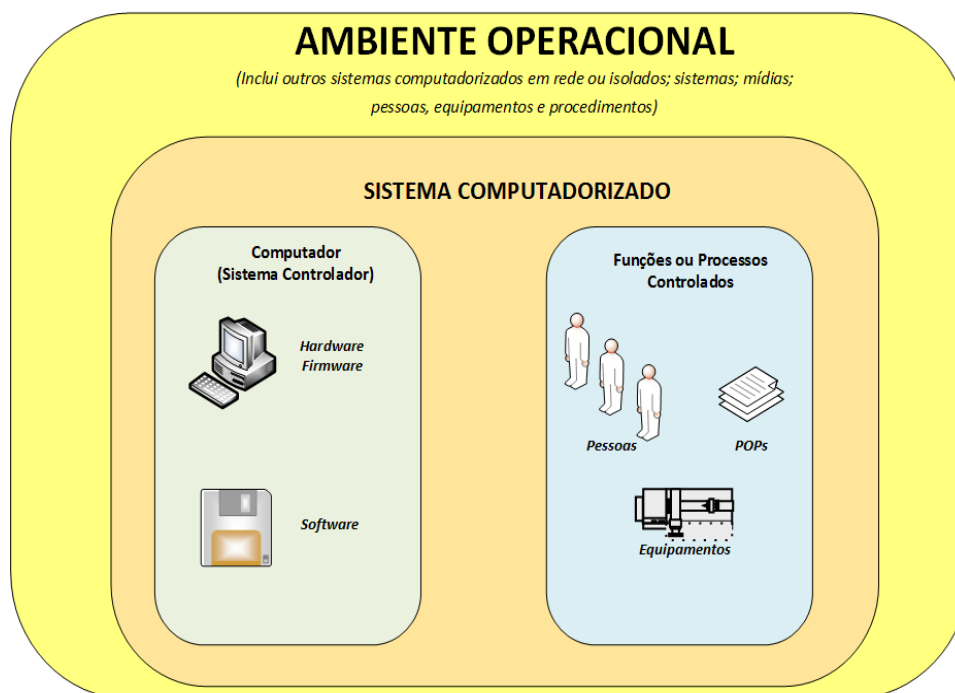 AMBIENTE OPERACIONAL
(Inclui outros sistemas computadorizados em rede ou isolados; sistemas; mídias;
pessoas, equipamentos e procedimentos)
SISTEMA COMPUTADORIZADO
Computador
(Sistema Controlador)
Hardware
Firmware
Software
Funções ou Processos
Controlados
Pessoas
POPs
Equipamentos